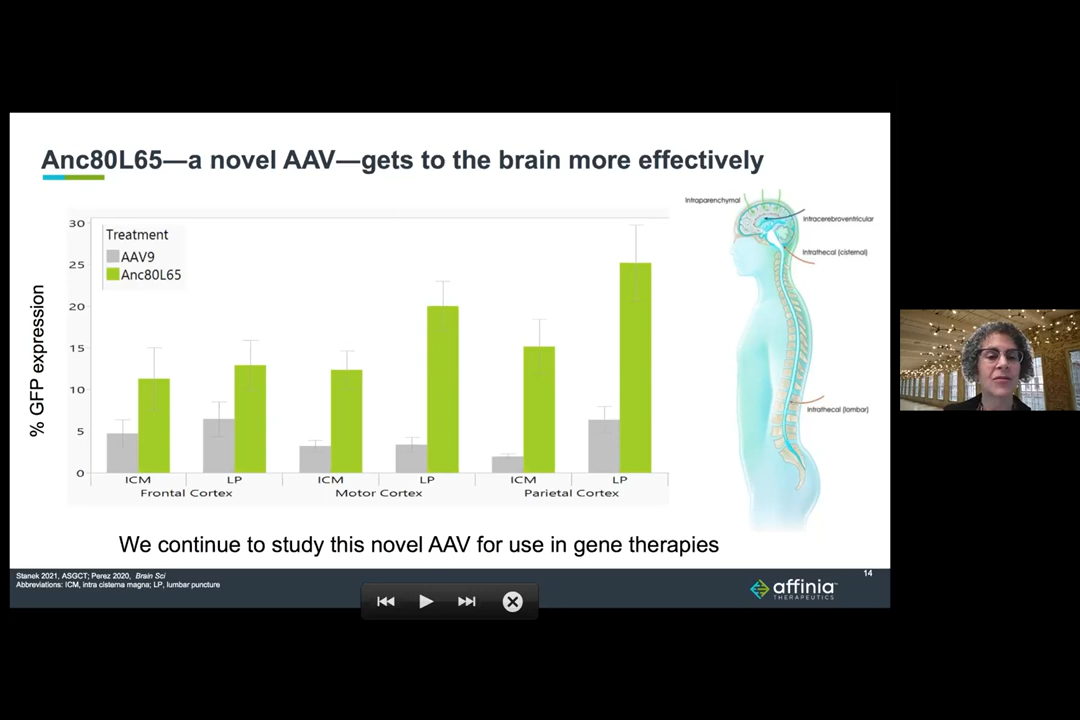 Anc80L65—a novel AAV—gets to the brain more effectively
30
25
20
15
10
5
0
% GFP expression
Treatment
AAV9
Anc80L65
ICM LP ICM LP ICM LP
Frontal Cortex Motor Cortex Parietal Cortex
Intraparenchymal
Intracerebroventricular
Intrathecal (cisternal)
Intrathecal (lumbar)
We continue to study this novel AAV for use in gene therapies
Stanek 2021, ASGCT; Perez 2020, Brain Sci
Abbreviations: ICM, intra cisterna magna; LP, lumbar puncture
14
affinia
THERAPEUTICS